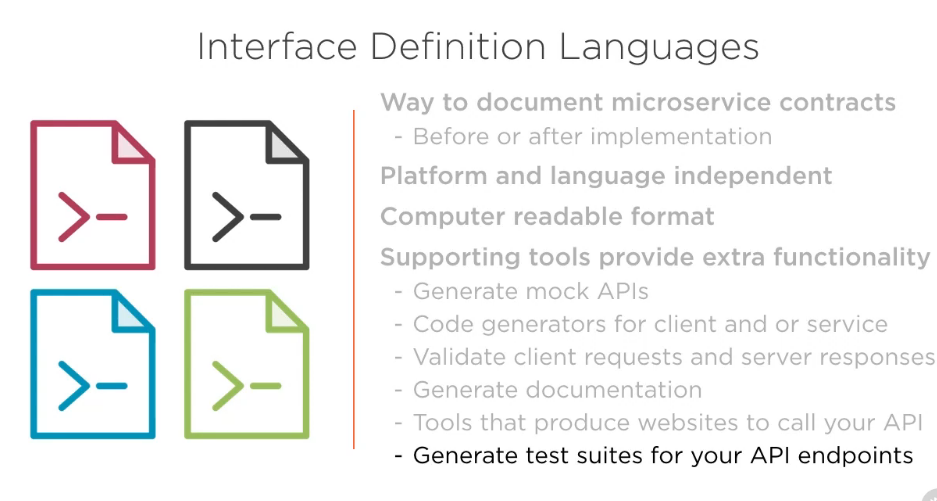 Interface Definition Languages
Way to document microservice contracts
- Before or after implementation
Platform and language independent
Computer readable format
Supporting tools provide extra functionality
- Generate mock APIs
- Code generators for client and or service
- Validate client requests and server responses
- Generate documentation
- Tools that produce websites to call your API
- Generate test suites for your API endpoints